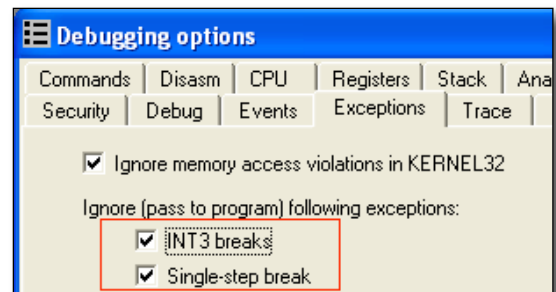 Debugging options
Commands Disasm CPU Registers Stack Ana
Security Debug Events Exceptions Trace
Ignore memory access violations in KERNEL32
Ignore (pass to program) following exceptions:
INT3 breaks
Single-step break